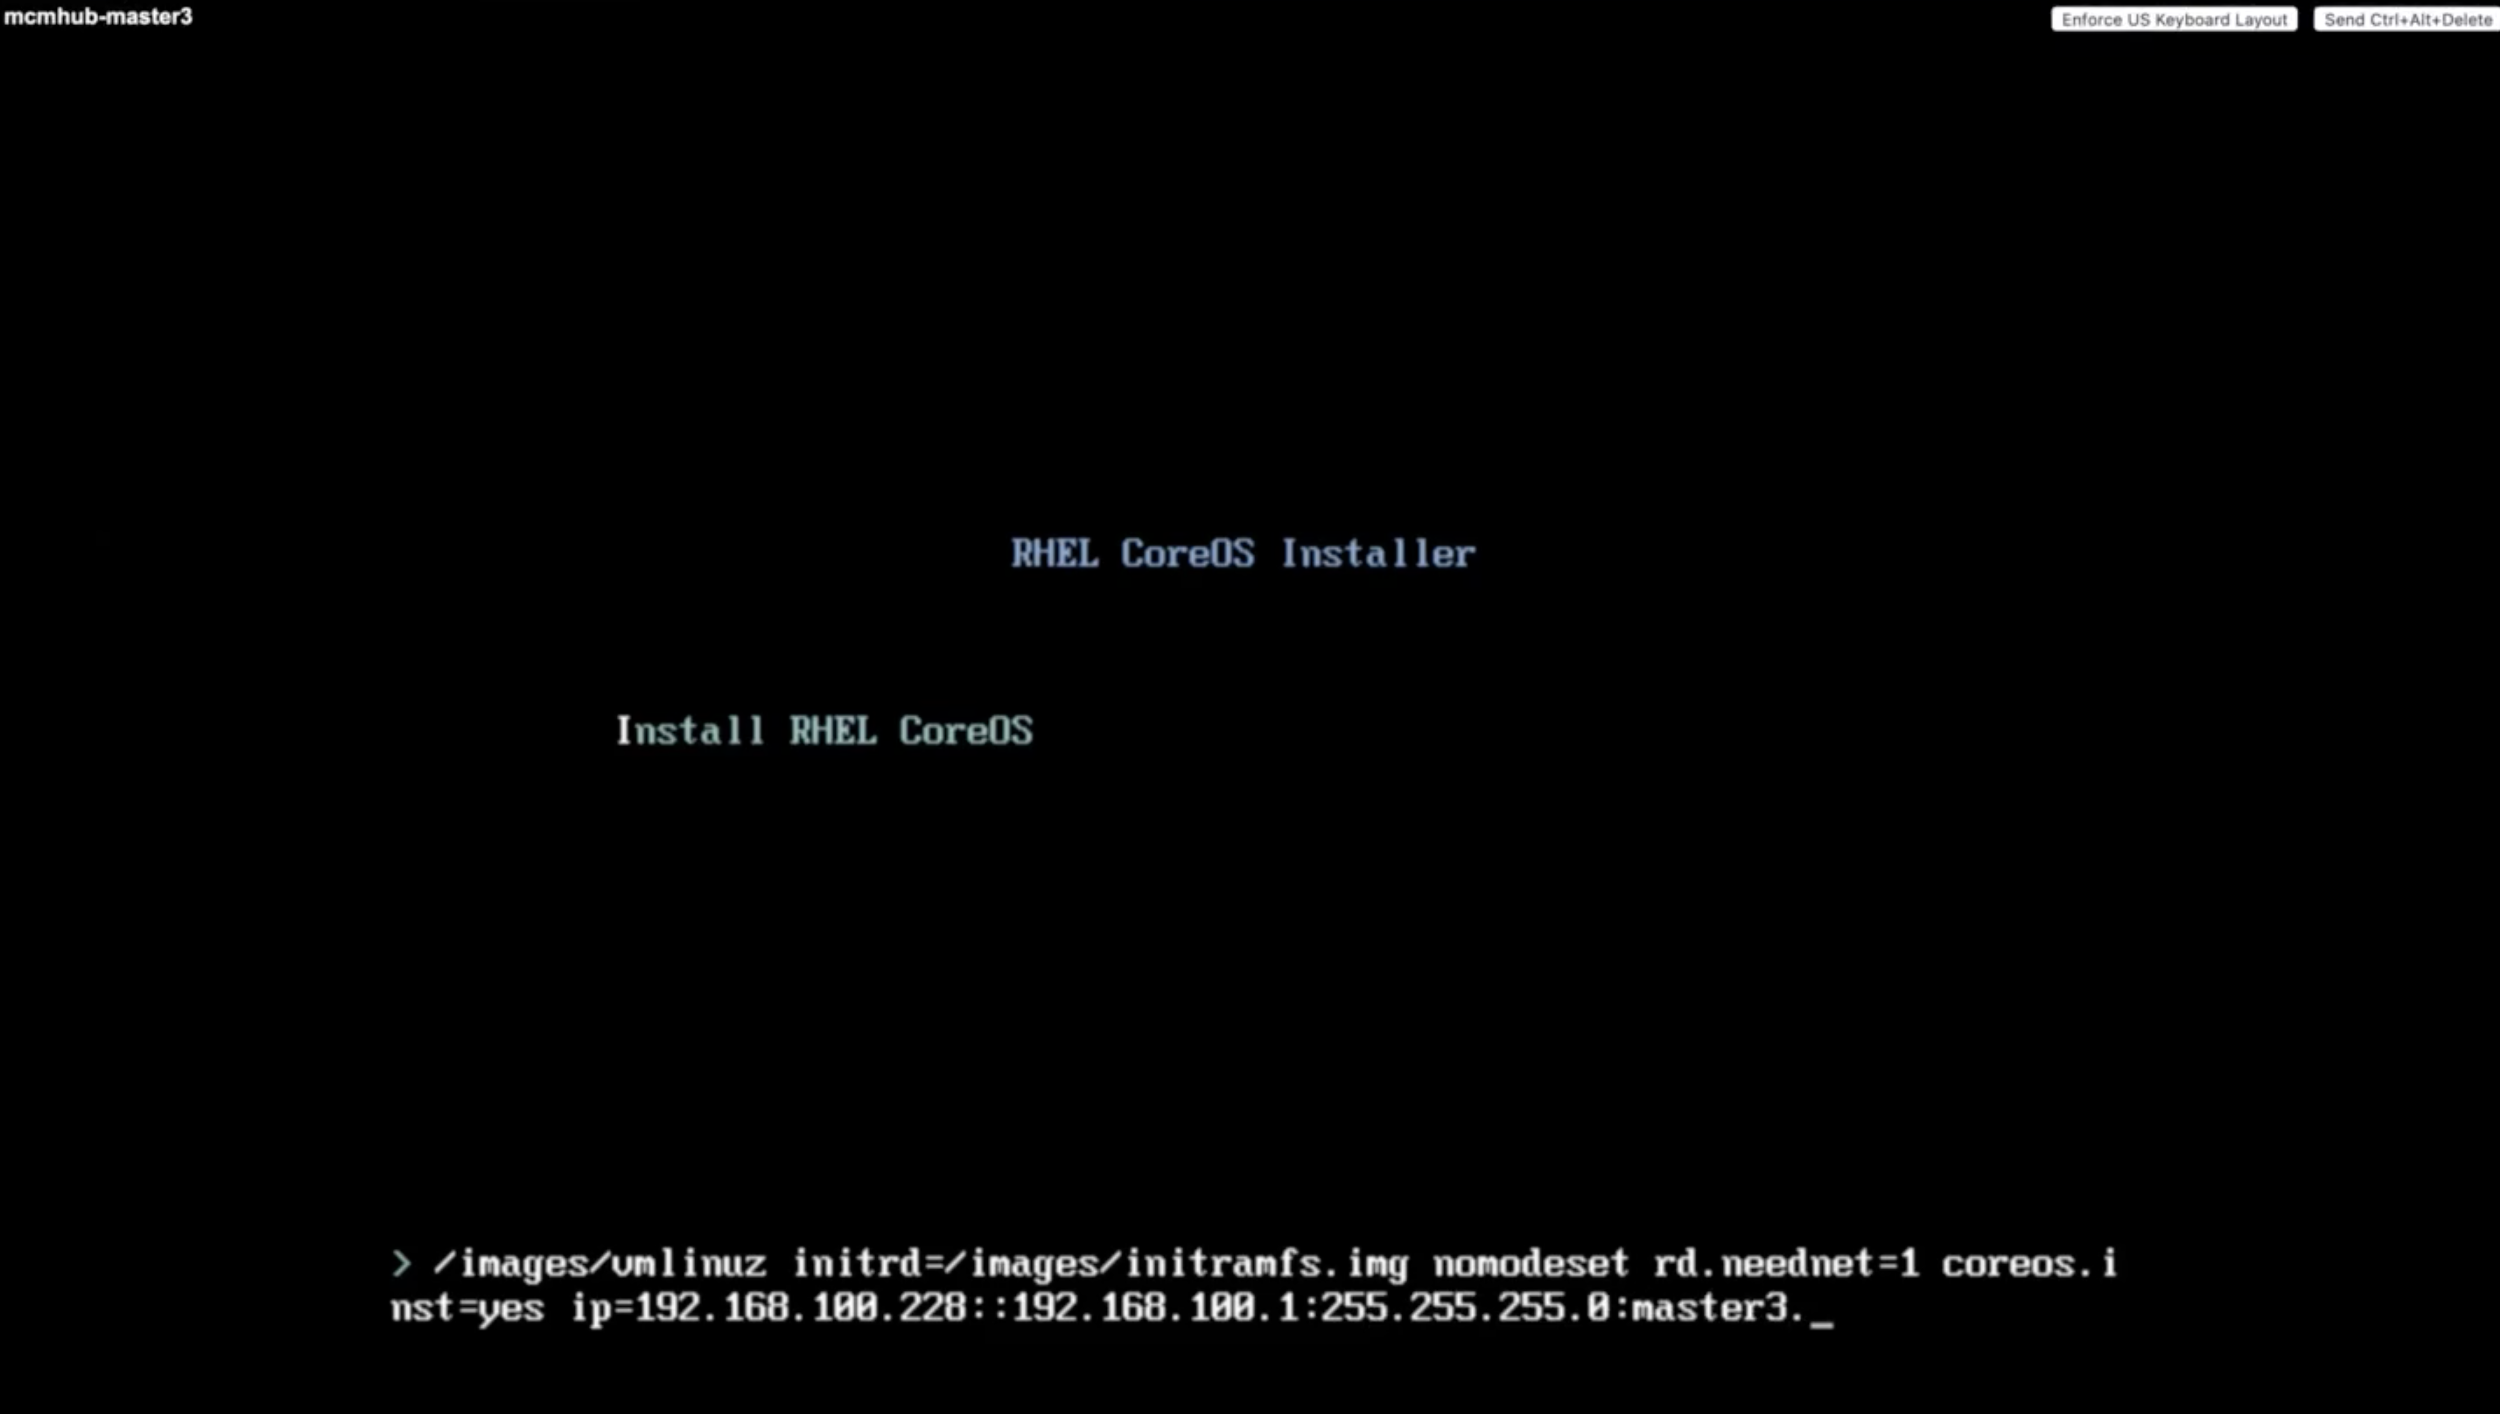 mcmhub-master3
Enforce US Keyboard Layout
Send Ctrl+Alt+Delete
RHEL CoreOS Installer
Install RHEL CoreOS
> /images/vmlinuz initrd=/images/initramfs.img nomodeset rd.neednet=1 coreos.i
nst=yes ip=192.168.100.228::192.168.100.1:255.255.255.0:master3._